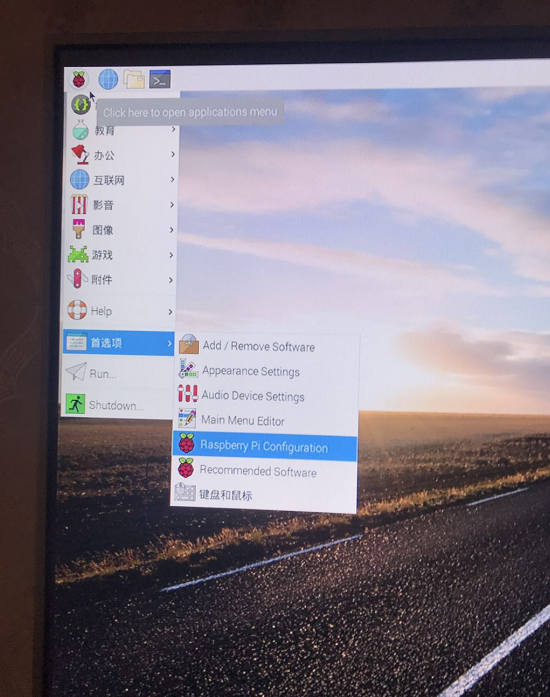 Click here to open applications menu
教育
办公
互联网
影音
图像
游戏
附件
Help
首选项
Run...
Shutdown...
Add / Remove Software
Appearance Settings
Audio Device Settings
Main Menu Editor
Raspberry Pi Configuration
Recommended Software
键盘和鼠标